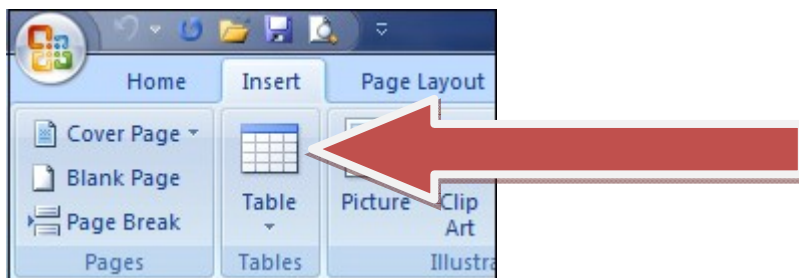 Home Insert Page Layout
Cover Page
Blank Page
Page Break
Table
Picture Clip Art
Pages Tables Illustra